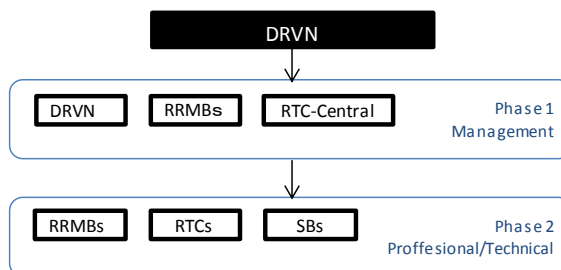 DRVN
DRVN RRMBs RTC-Central
Phase 1
Management
RRMBs RTCs SBs
Phase 2
Proffesional/Technical